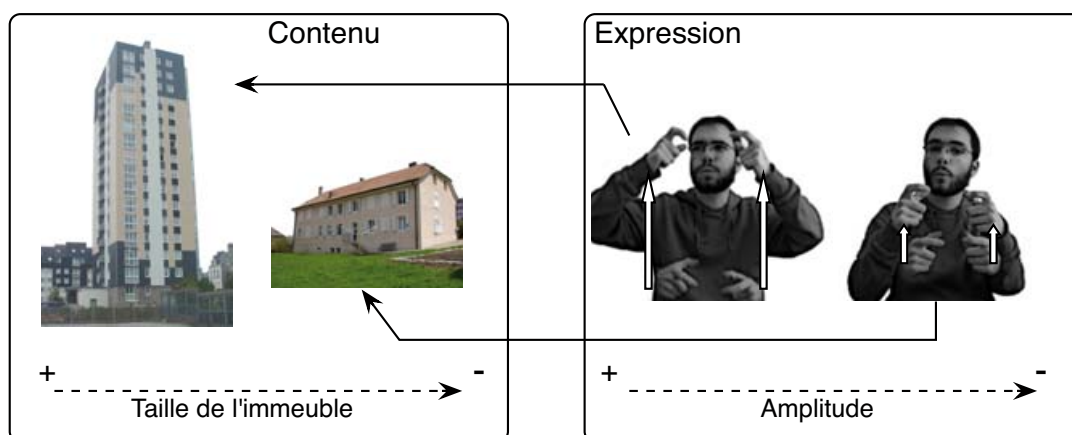 Contenu
Expression
+ -
Taille de l'immeuble
+ -
Amplitude